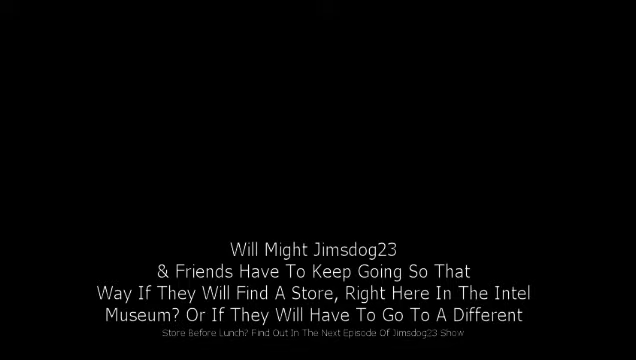 Will Might Jimsdog23
& Friends Have To Keep Going So That
Way If They Will Find A Store, Right Here In The Intel
Museum? Or If They Will Have To Go To A Different
Store Before Lunch? Find Out In The Next Episode Of Jimsdog23 Show